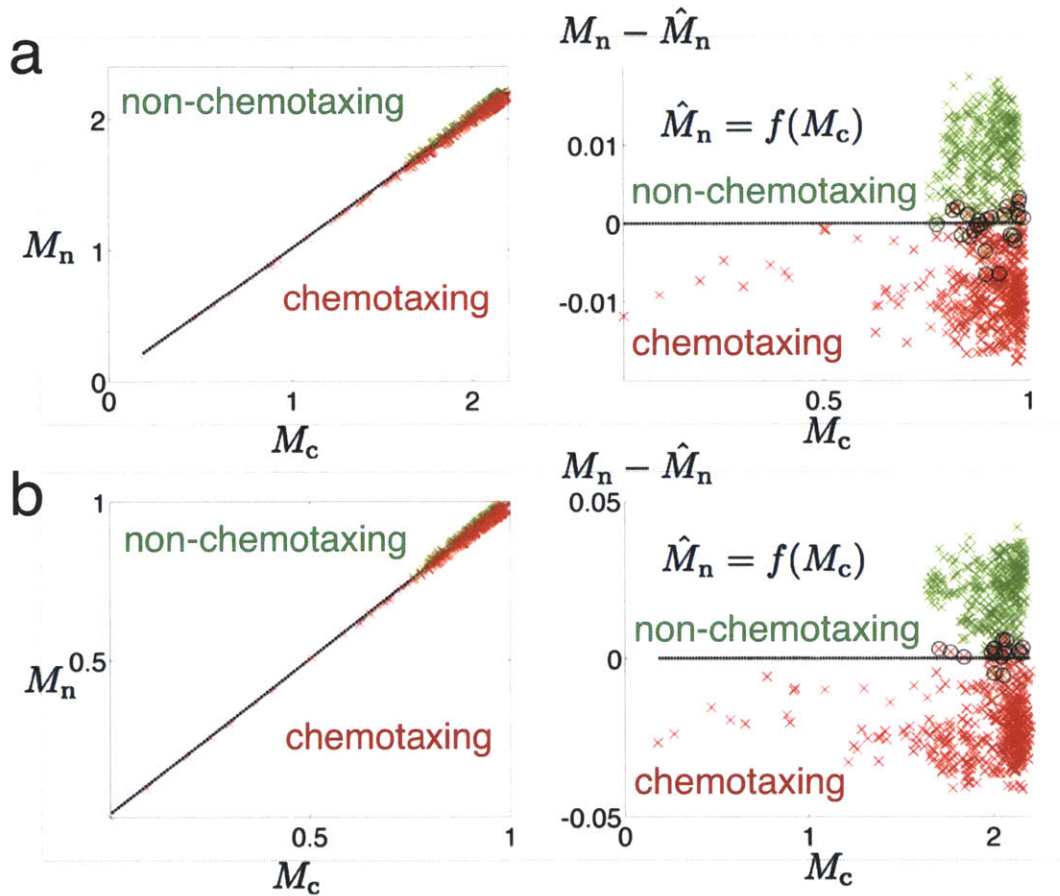 a
non-chemotaxing
chemotaxing
M_n
2
1
0
0
1
2
M_c
M_n − M̂_n
M̂_n = f(M_c)
non-chemotaxing
chemotaxing
0.01
0
-0.01
0.5
1
M_c
b
non-chemotaxing
chemotaxing
M_n
1
0.5
0.5
1
M_c
M_n − M̂_n
M̂_n = f(M_c)
non-chemotaxing
chemotaxing
0.05
0
-0.05
0
1
2
M_c